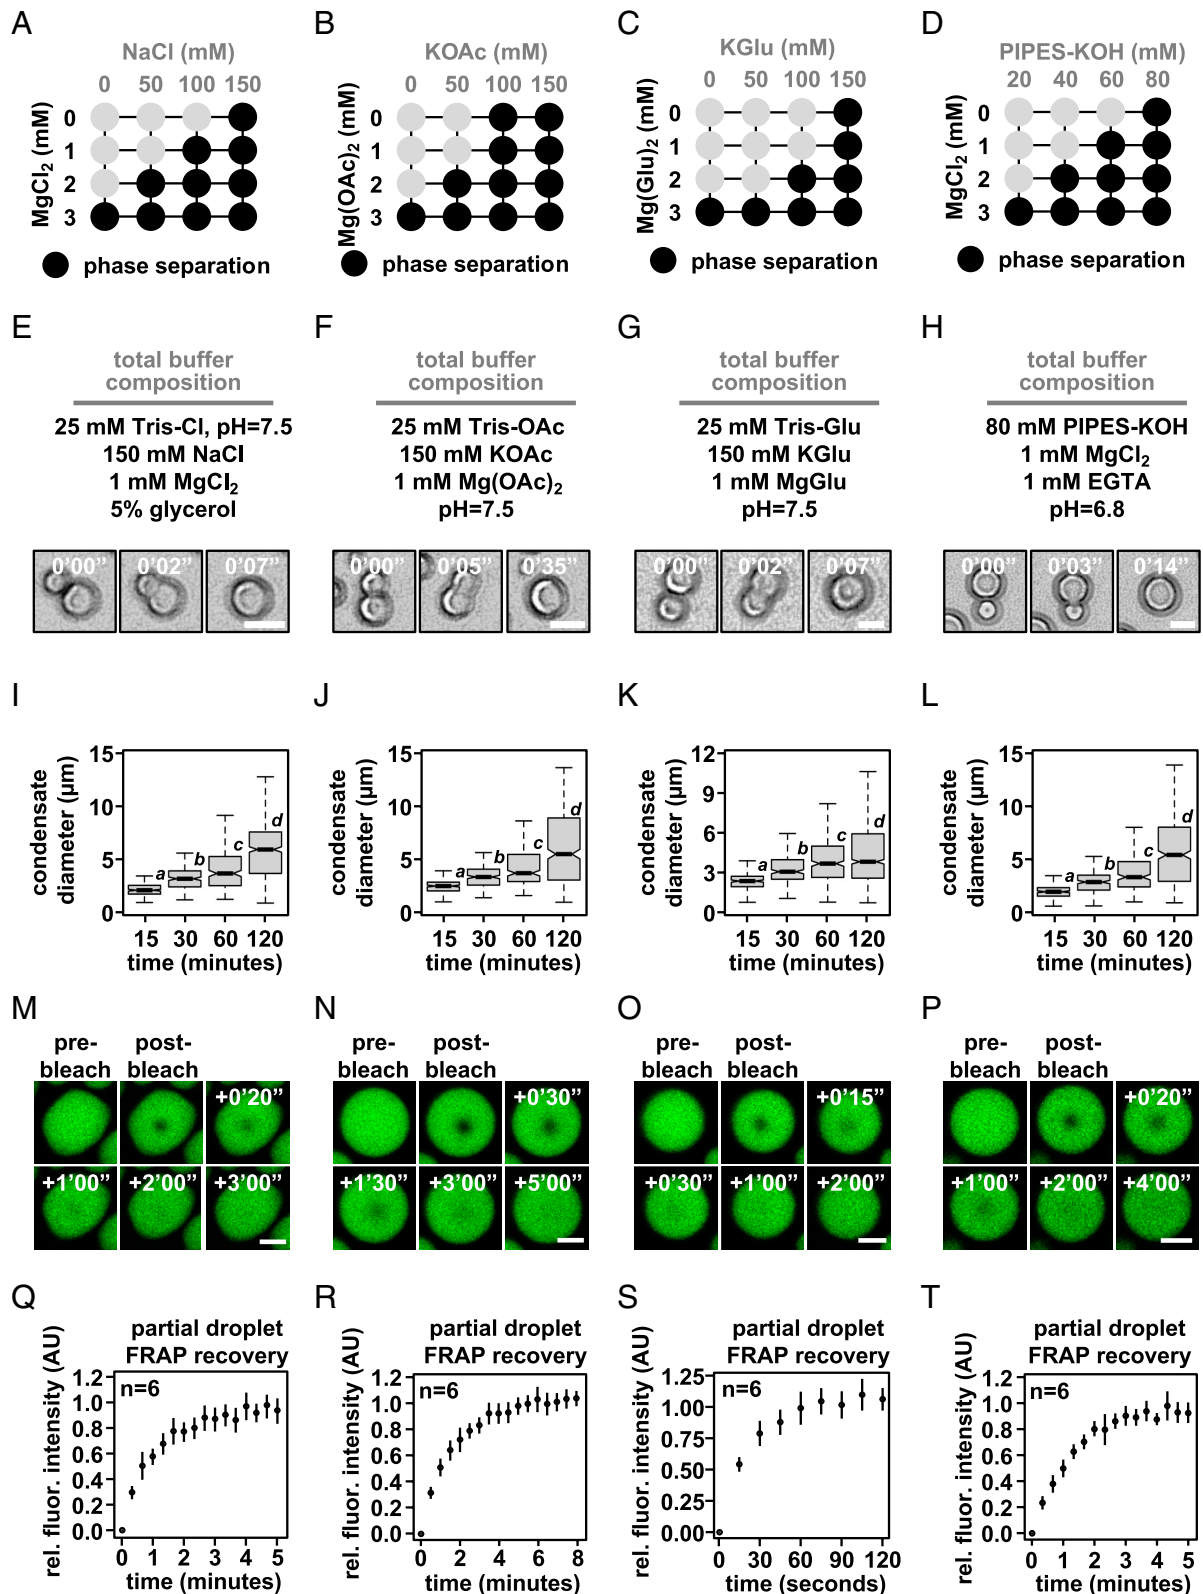 A
B
C
D
NaCl (mM)
KOAc (mM)
KGlu (mM)
PIPES-KOH (mM)
0 50 100 150
0 50 100 150
0 50 100 150
20 40 60 80
MgCl2 (mM)
0
1
2
3
Mg(OAc)2 (mM)
0
1
2
3
Mg(Glu)2 (mM)
0
1
2
3
MgCl2 (mM)
0
1
2
3
phase separation
phase separation
phase separation
phase separation
E
F
G
H
total buffer
composition
25 mM Tris-Cl, pH=7.5
150 mM NaCl
1 mM MgCl2
5% glycerol
total buffer
composition
25 mM Tris-OAc
150 mM KOAc
1 mM Mg(OAc)2
pH=7.5
total buffer
composition
25 mM Tris-Glu
150 mM KGlu
1 mM MgGlu
pH=7.5
total buffer
composition
80 mM PIPES-KOH
1 mM MgCl2
1 mM EGTA
pH=6.8
0'00" 0'02" 0'07"
0'00" 0'05" 0'35"
0'00" 0'02" 0'07"
0'00" 0'03" 0'14"
I
J
K
L
condensate
diameter (µm)
15
10
5
0
a b c d
15 30 60 120
time (minutes)
condensate
diameter (µm)
15
10
5
0
a b c d
15 30 60 120
time (minutes)
condensate
diameter (µm)
12
9
6
3
0
a b c d
15 30 60 120
time (minutes)
condensate
diameter (µm)
15
10
5
0
a b c d
15 30 60 120
time (minutes)
M
N
O
P
pre-
bleach
post-
bleach
+0'20"
+1'00" +2'00" +3'00"
pre-
bleach
post-
bleach
+0'30"
+1'30" +3'00" +5'00"
pre-
bleach
post-
bleach
+0'15"
+0'30" +1'00" +2'00"
pre-
bleach
post-
bleach
+0'20"
+1'00" +2'00" +4'00"
Q
R
S
T
partial droplet
FRAP recovery
rel. fluor. intensity (AU)
n=6
1.2
1.0
0.8
0.6
0.4
0.2
0.0
0 1 2 3 4 5
time (minutes)
partial droplet
FRAP recovery
rel. fluor. intensity (AU)
n=6
1.2
1.0
0.8
0.6
0.4
0.2
0.0
0 2 4 6 8
time (minutes)
partial droplet
FRAP recovery
rel. fluor. intensity (AU)
n=6
1.25
1.00
0.75
0.50
0.25
0.00
0 30 60 90 120
time (seconds)
partial droplet
FRAP recovery
rel. fluor. intensity (AU)
n=6
1.2
1.0
0.8
0.6
0.4
0.2
0.0
0 1 2 3 4 5
time (minutes)